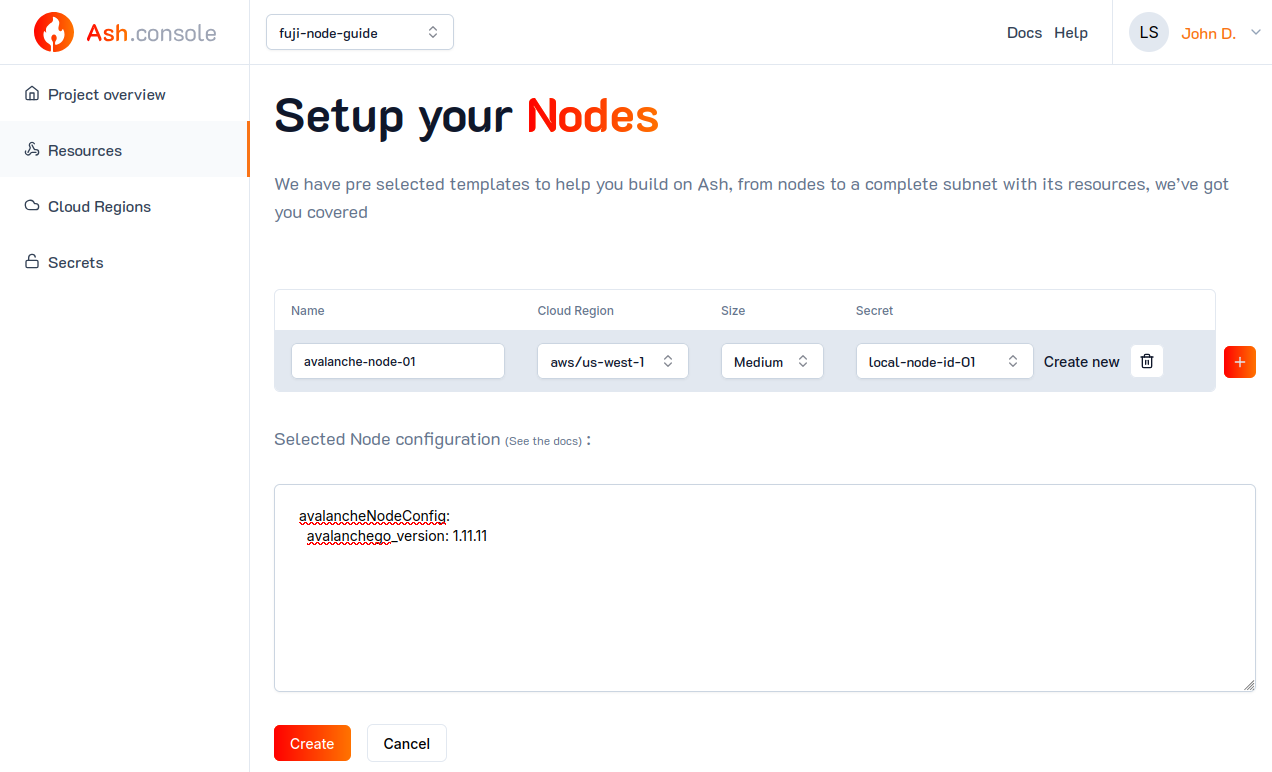 Ash.console
fuji-node-guide
Docs Help
LS John D.
Project overview
Resources
Cloud Regions
Secrets
Setup your Nodes
We have pre selected templates to help you build on Ash, from nodes to a complete subnet with its resources, we’ve got
you covered
Name Cloud Region Size Secret
avalanche-node-01 aws/us-west-1 Medium local-node-id-01 Create new +
Selected Node configuration (See the docs) :
avalancheNodeConfig:
avalanchego_version: 1.11.11
Create Cancel